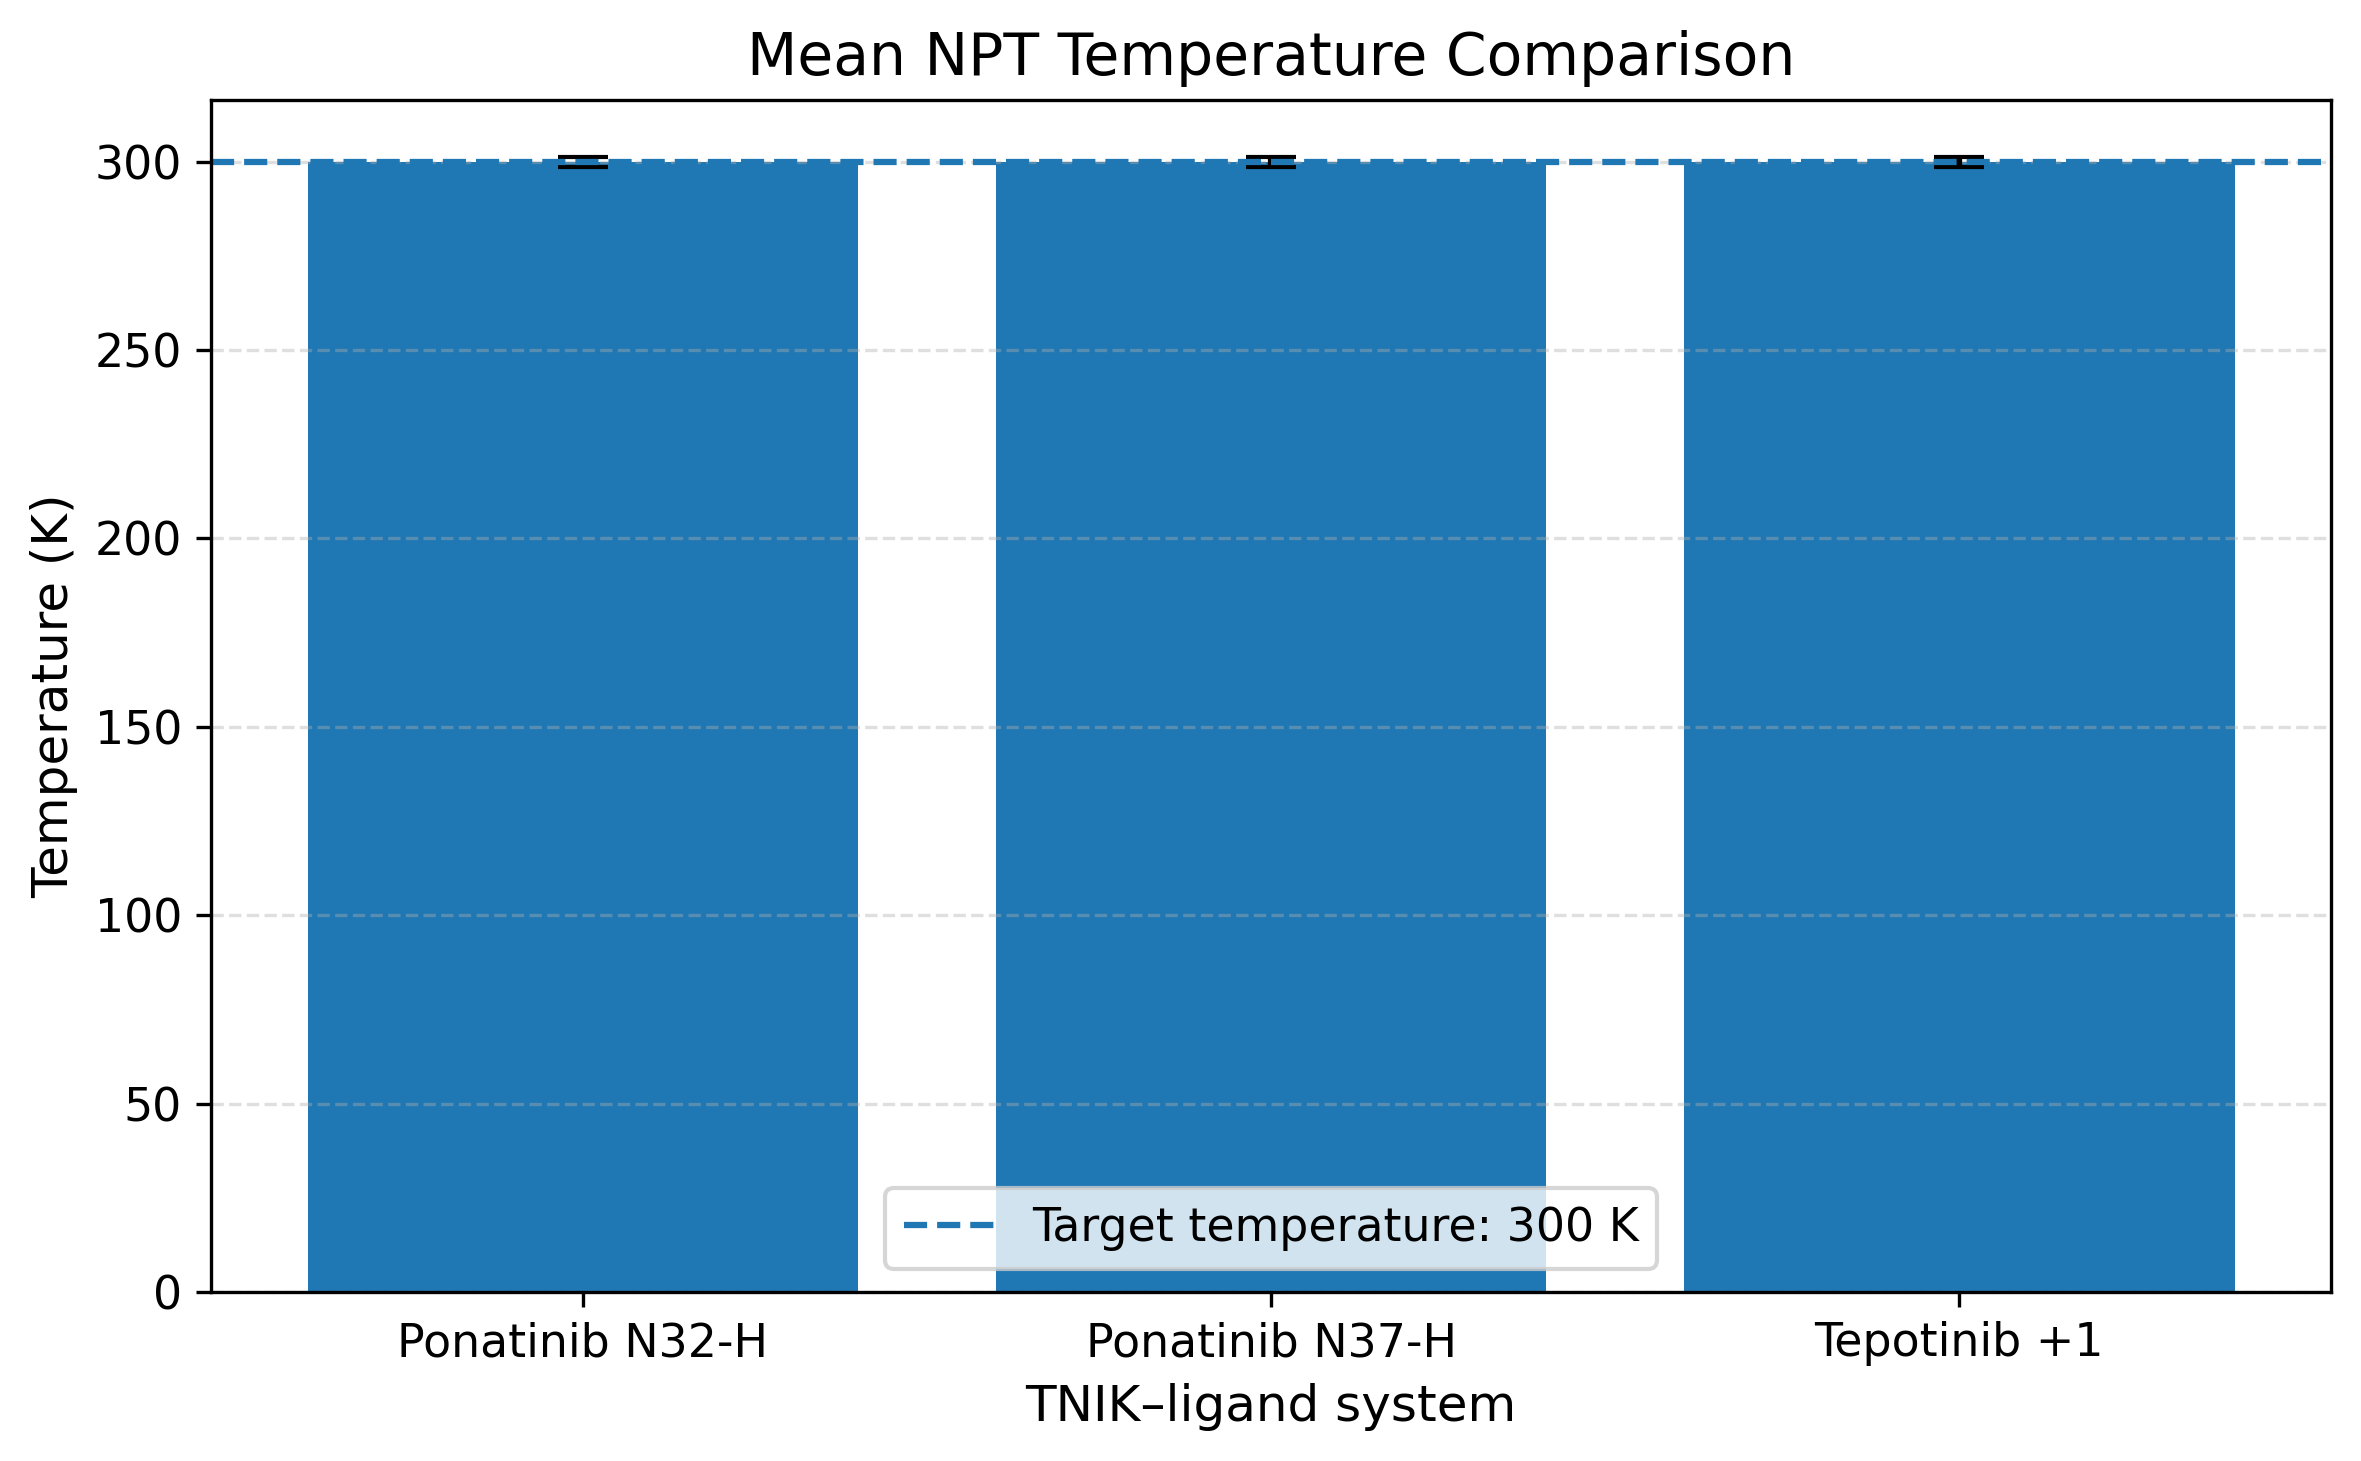 Mean NPT Temperature Comparison
Temperature (K)
300
250
200
150
100
50
0
Target temperature: 300 K
Ponatinib N32-H
Ponatinib N37-H
Tepotinib +1
TNIK–ligand system